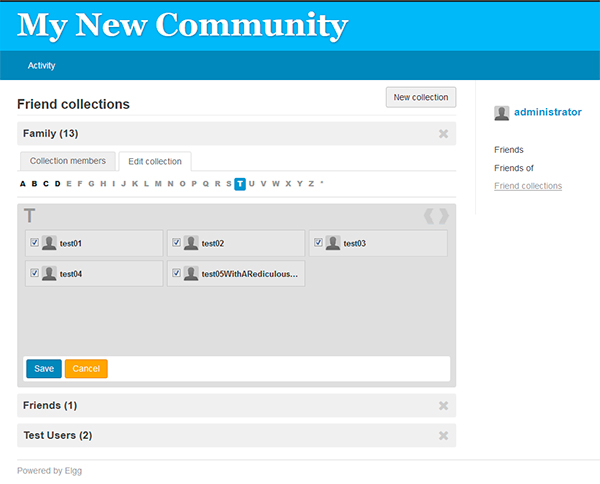 My New Community
Activity
Friend collections
New collection
administrator
Family (13)
Friends
Collection members
Edit collection
Friends of
A B C D E F G H I J K L M N O P Q R S T U V W X Y Z *
Friend collections
T
test01
test02
test03
test04
test05WithARediculous...
Save
Cancel
Friends (1)
Test Users (2)
Powered by Elgg